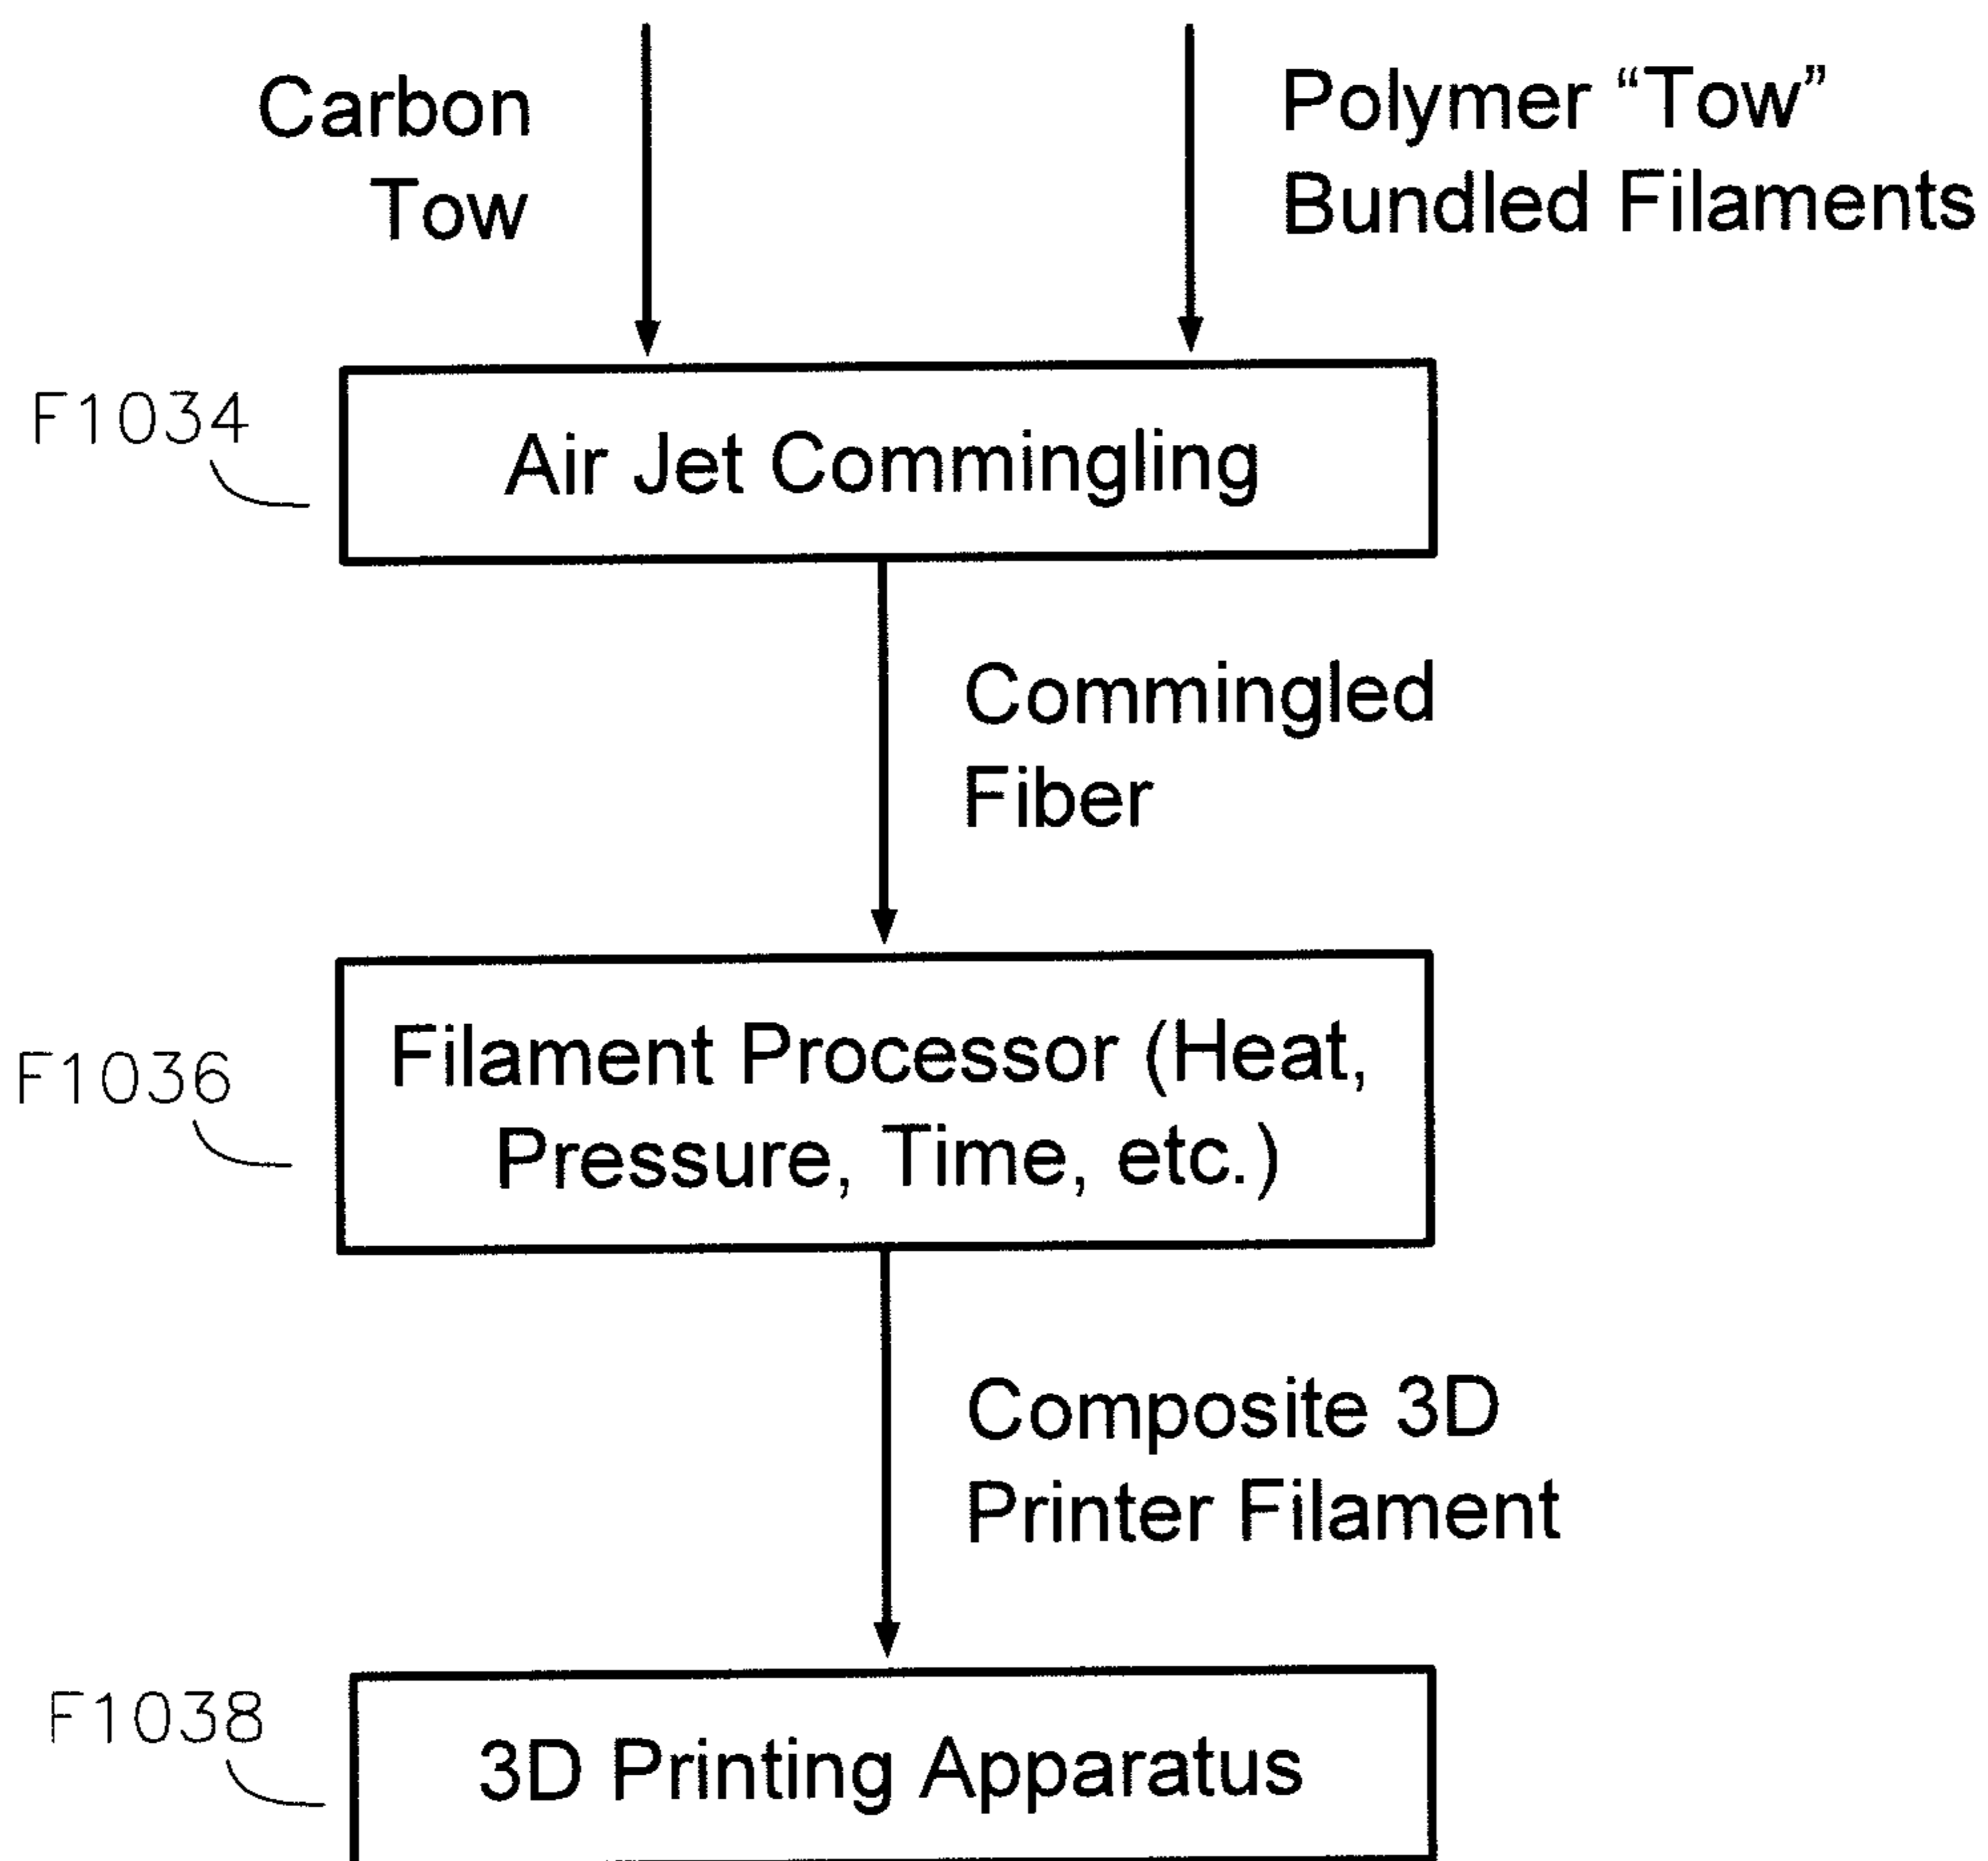 Carbon
Tow
Polymer “Tow”
Bundled Filaments
F1034
Air Jet Commingling
Commingled
Fiber
F1036
Filament Processor (Heat,
Pressure, Time, etc.)
Composite 3D
Printer Filament
F1038
3D Printing Apparatus